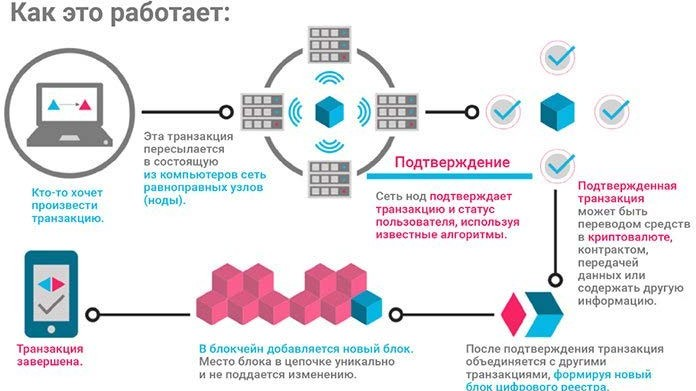 Как это работает:
Кто-то хочет
произвести
транзакцию.
Эта транзакция
пересылается
в состоящую
из компьютеров сеть
равноправных узлов
(ноды).
Подтверждение
Сеть нод подтверждает
транзакцию и статус
пользователя, используя
известные алгоритмы.
Подтвержденная
транзакция
может быть
переводом средств
в криптовалюте,
контрактом,
передачей
данных или
содержать другую
информацию.
После подтверждения транзакция
объединяется с другими
транзакциями, формируя новый
блок цифрового реестра.
В блокчейн добавляется новый блок.
Место блока в цепочке уникально
и не поддается изменению.
Транзакция
завершена.